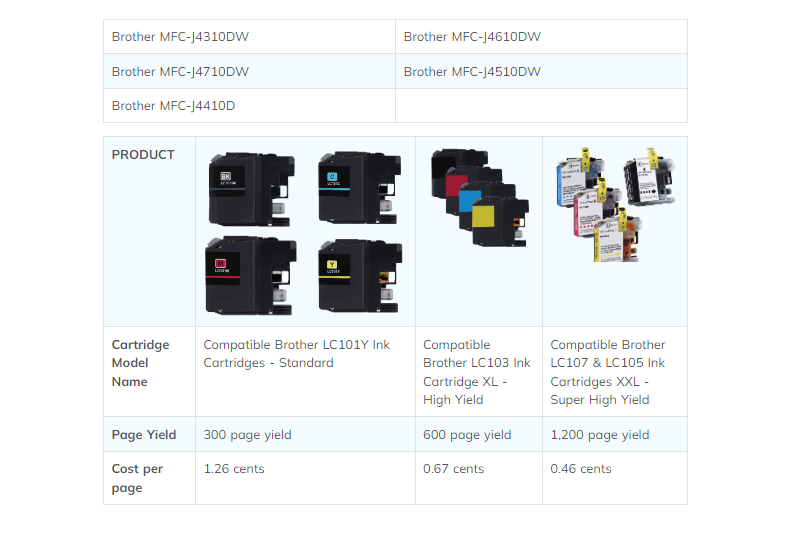 Brother MFC-J4310DW
Brother MFC-J4610DW
Brother MFC-J4710DW
Brother MFC-J4510DW
Brother MFC-J4410D
PRODUCT
BK
C
LC101C
M
Y
LC101Y
Cartridge
Model
Name
Compatible Brother LC101Y Ink
Cartridges - Standard
Compatible
Brother LC103 Ink
Cartridge XL -
High Yield
Compatible Brother
LC107 & LC105 Ink
Cartridges XXL -
Super High Yield
Page Yield
300 page yield
600 page yield
1,200 page yield
Cost per
page
1.26 cents
0.67 cents
0.46 cents